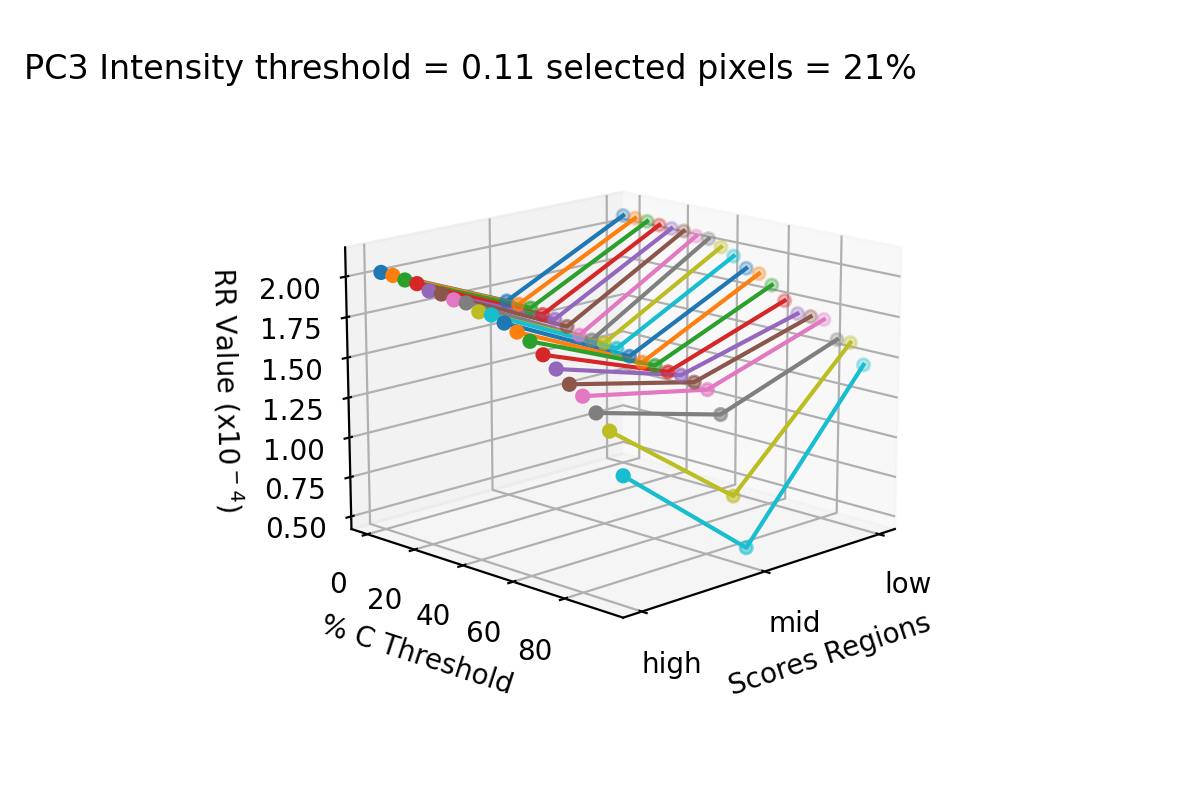 PC3 Intensity threshold = 0.11 selected pixels = 21%
RR Value (x10⁻⁴)
2.00
1.75
1.50
1.25
1.00
0.75
0.50
0
20
40
60
80
% C Threshold
high
mid
low
Scores Regions